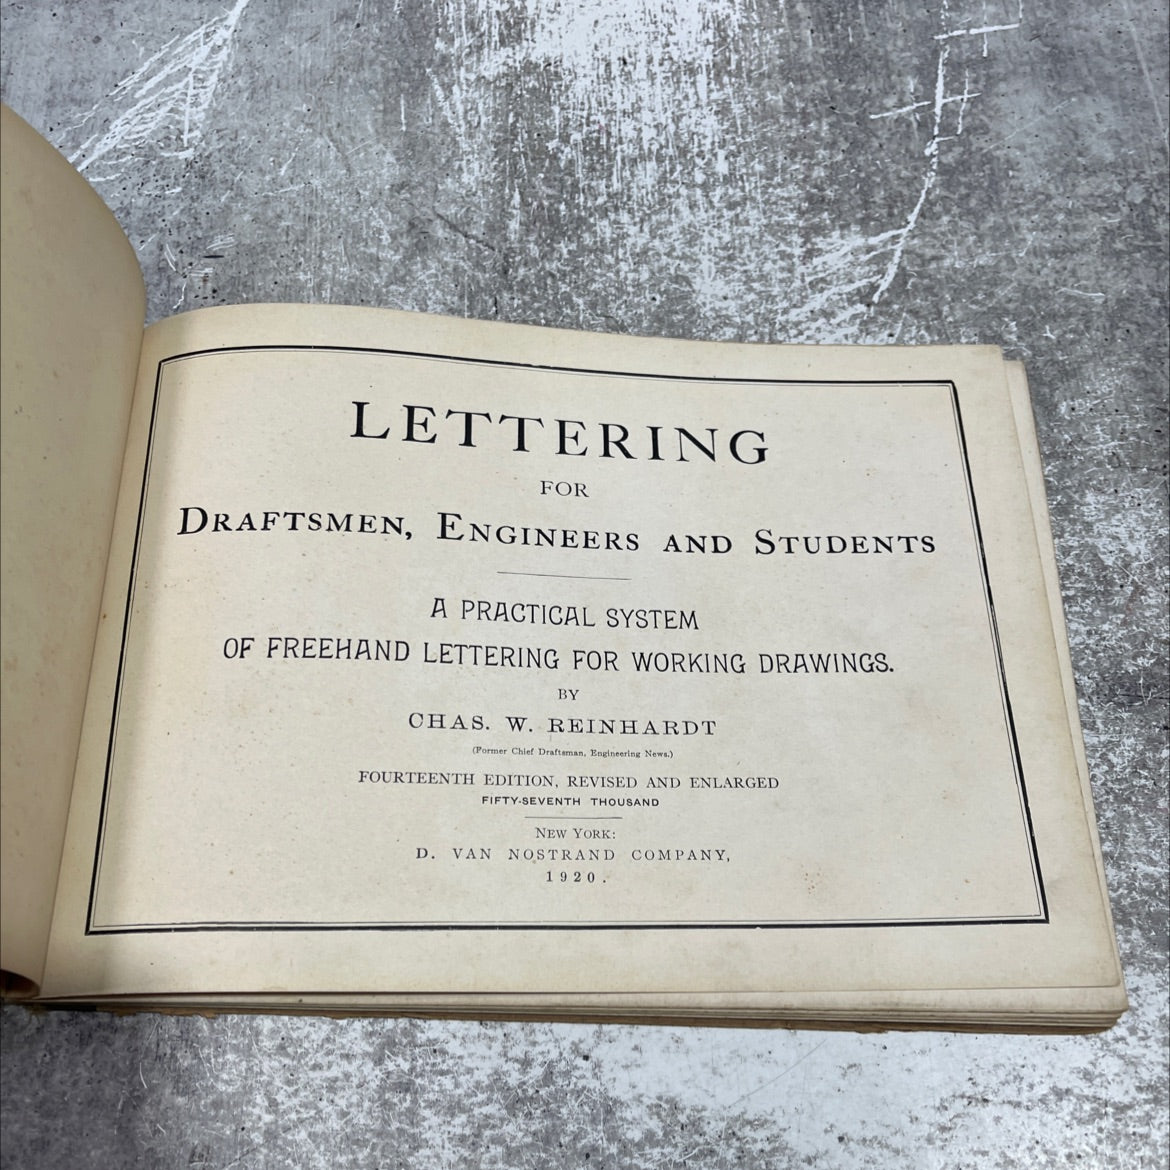 LETTERING
FOR
DRAFTSMEN, ENGINEERS AND STUDENTS
A PRACTICAL SYSTEM
OF FREEHAND LETTERING FOR WORKING DRAWINGS.
BY
CHAS. W. REINHARDT
(Former Chief Draftsman, Engineering News.)
FOURTEENTH EDITION, REVISED AND ENLARGED
FIFTY-SEVENTH THOUSAND
NEW YORK:
D. VAN NOSTRAND COMPANY,
1920.